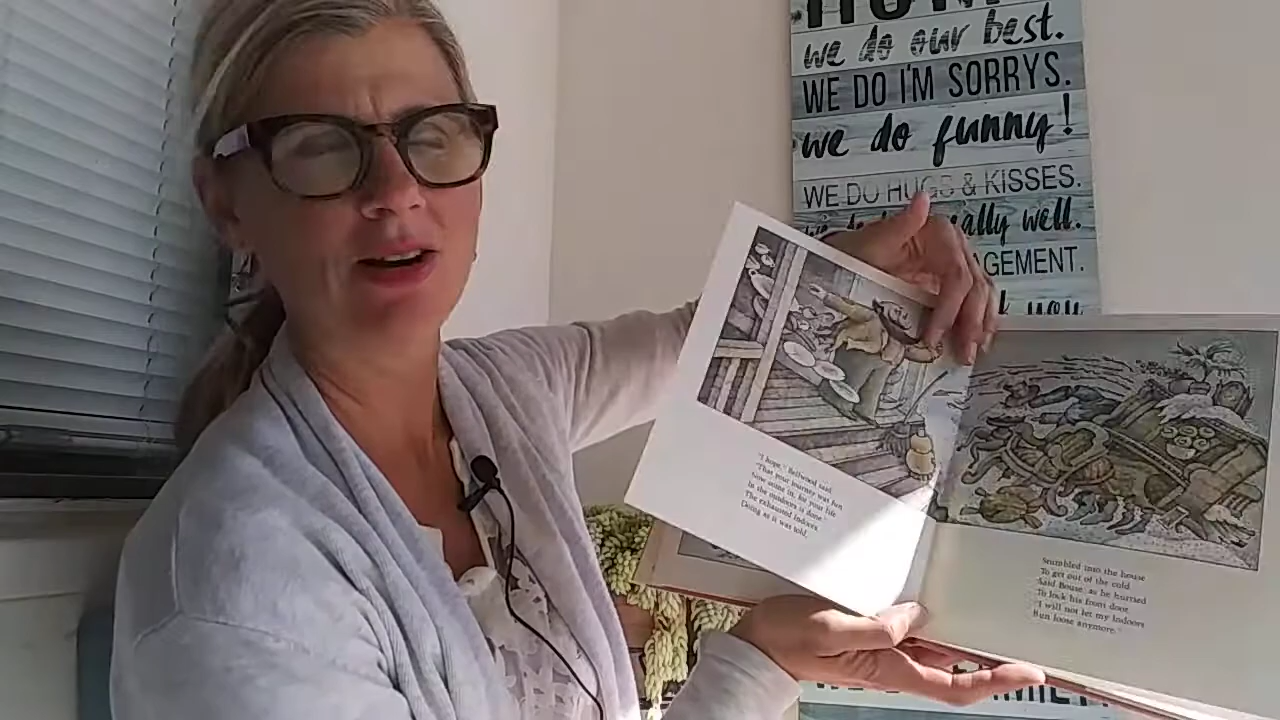 we do our best.
WE DO I'M SORRYS.
we do funny!
WE DO HUGS & KISSES.
we really well.
AGEMENT.
you
"I hope," Bellwood said,
"That your journey was fun
Now come in, for your life
In the outdoors is done."
The exhausted Indoors,
Doing as it was told,
Stumbled into the house
To get out of the cold
Said Bouse, as he hurried
To lock his front door,
"I will not let my Indoors
Run loose anymore."